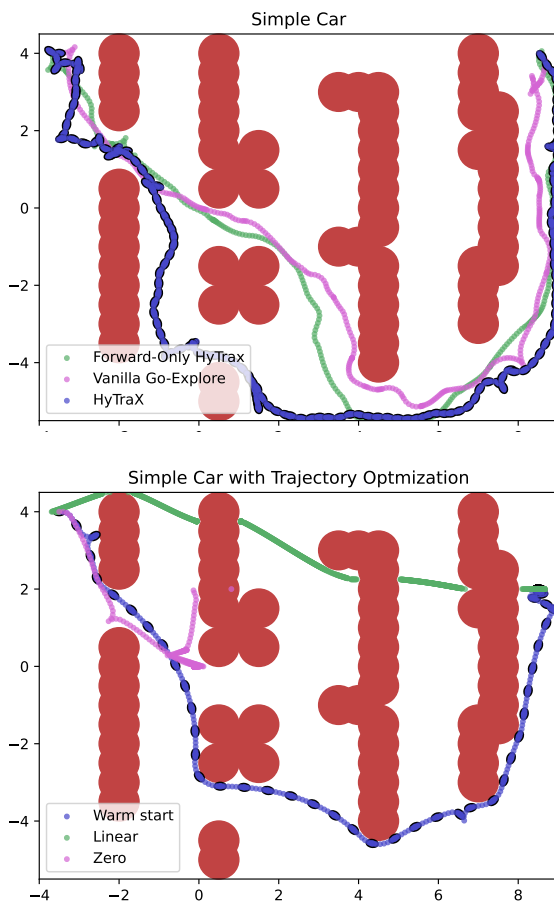 Simple Car
4
2
0
−2
−4
Forward-Only HyTrax
Vanilla Go-Explore
HyTraX
Simple Car with Trajectory Optmization
4
2
0
−2
−4
Warm start
Linear
Zero
−4 −2 0 2 4 6 8